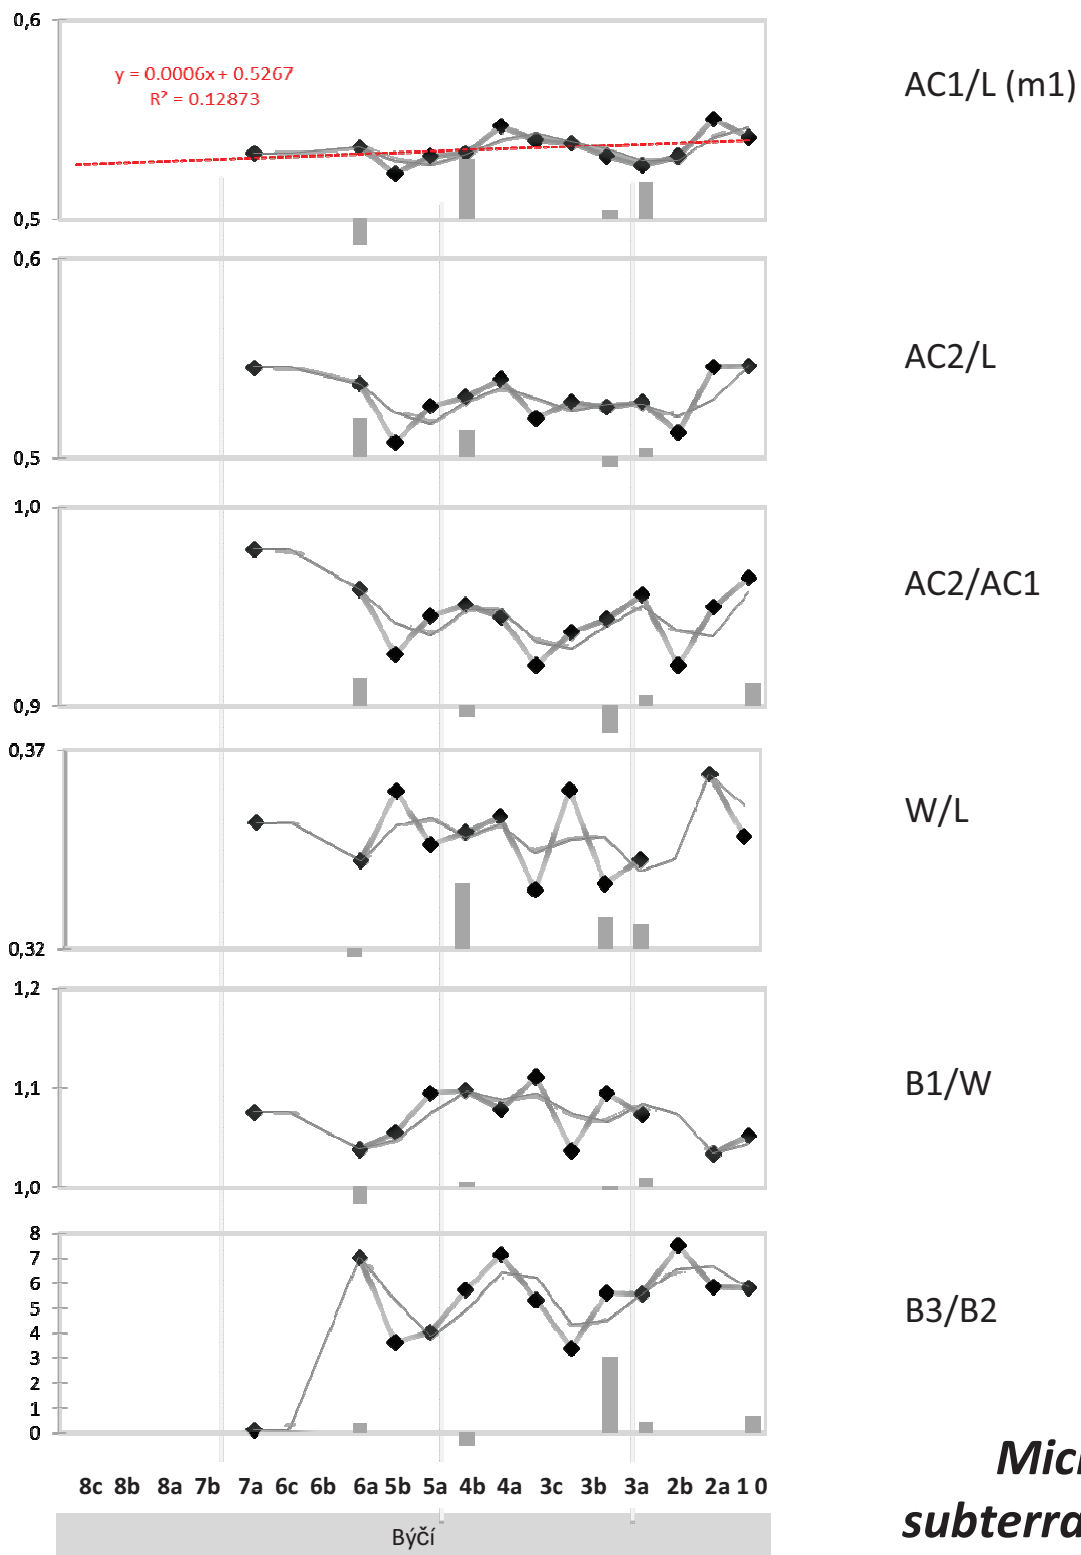 0,6
y = 0.0006x + 0.5267
R² = 0.12873
0,5
AC1/L (m1)
0,6
0,5
AC2/L
1,0
0,9
AC2/AC1
0,37
0,32
W/L
1,2
1,1
1,0
B1/W
8
7
6
5
4
3
2
1
0
B3/B2
8c 8b 8a 7b 7a 6c 6b 6a 5b 5a 4b 4a 3c 3b 3a 2b 2a 1 0
Býčí